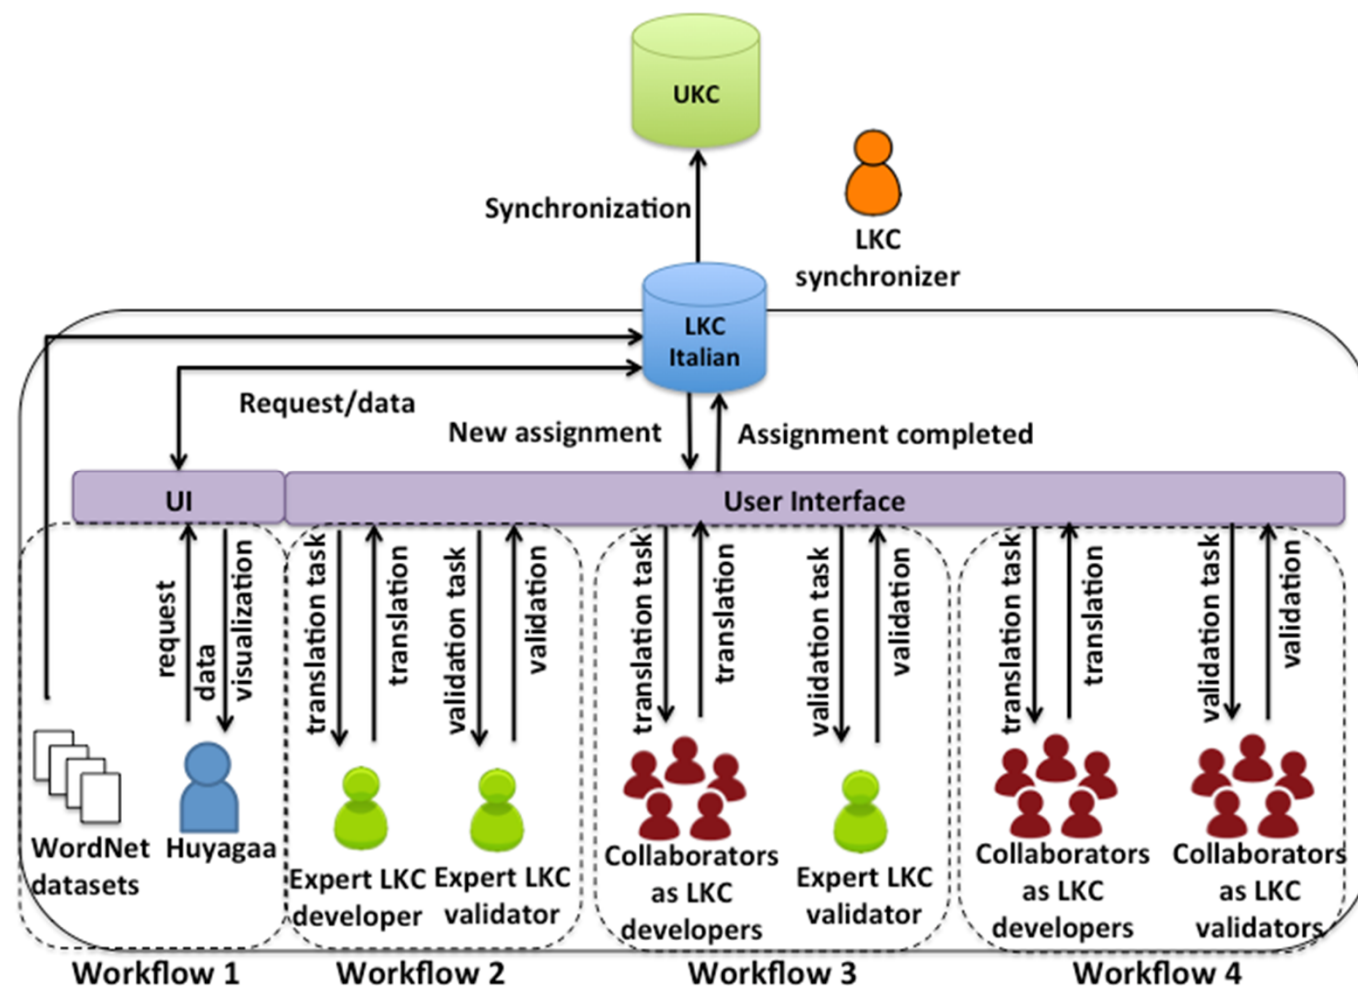 UKC
Synchronization
LKC
synchronizer
LKC
Italian
Request/data
New assignment
Assignment completed
UI
User Interface
request
data
visualization
translation task
translation
validation task
validation
translation task
translation
validation task
validation
translation task
translation
validation task
validation
WordNet
datasets
Huyagaa
Expert LKC
developer
Expert LKC
validator
Collaborators
as LKC
developers
Expert LKC
validator
Collaborators
as LKC
developers
Collaborators
as LKC
validators
Workflow 1
Workflow 2
Workflow 3
Workflow 4